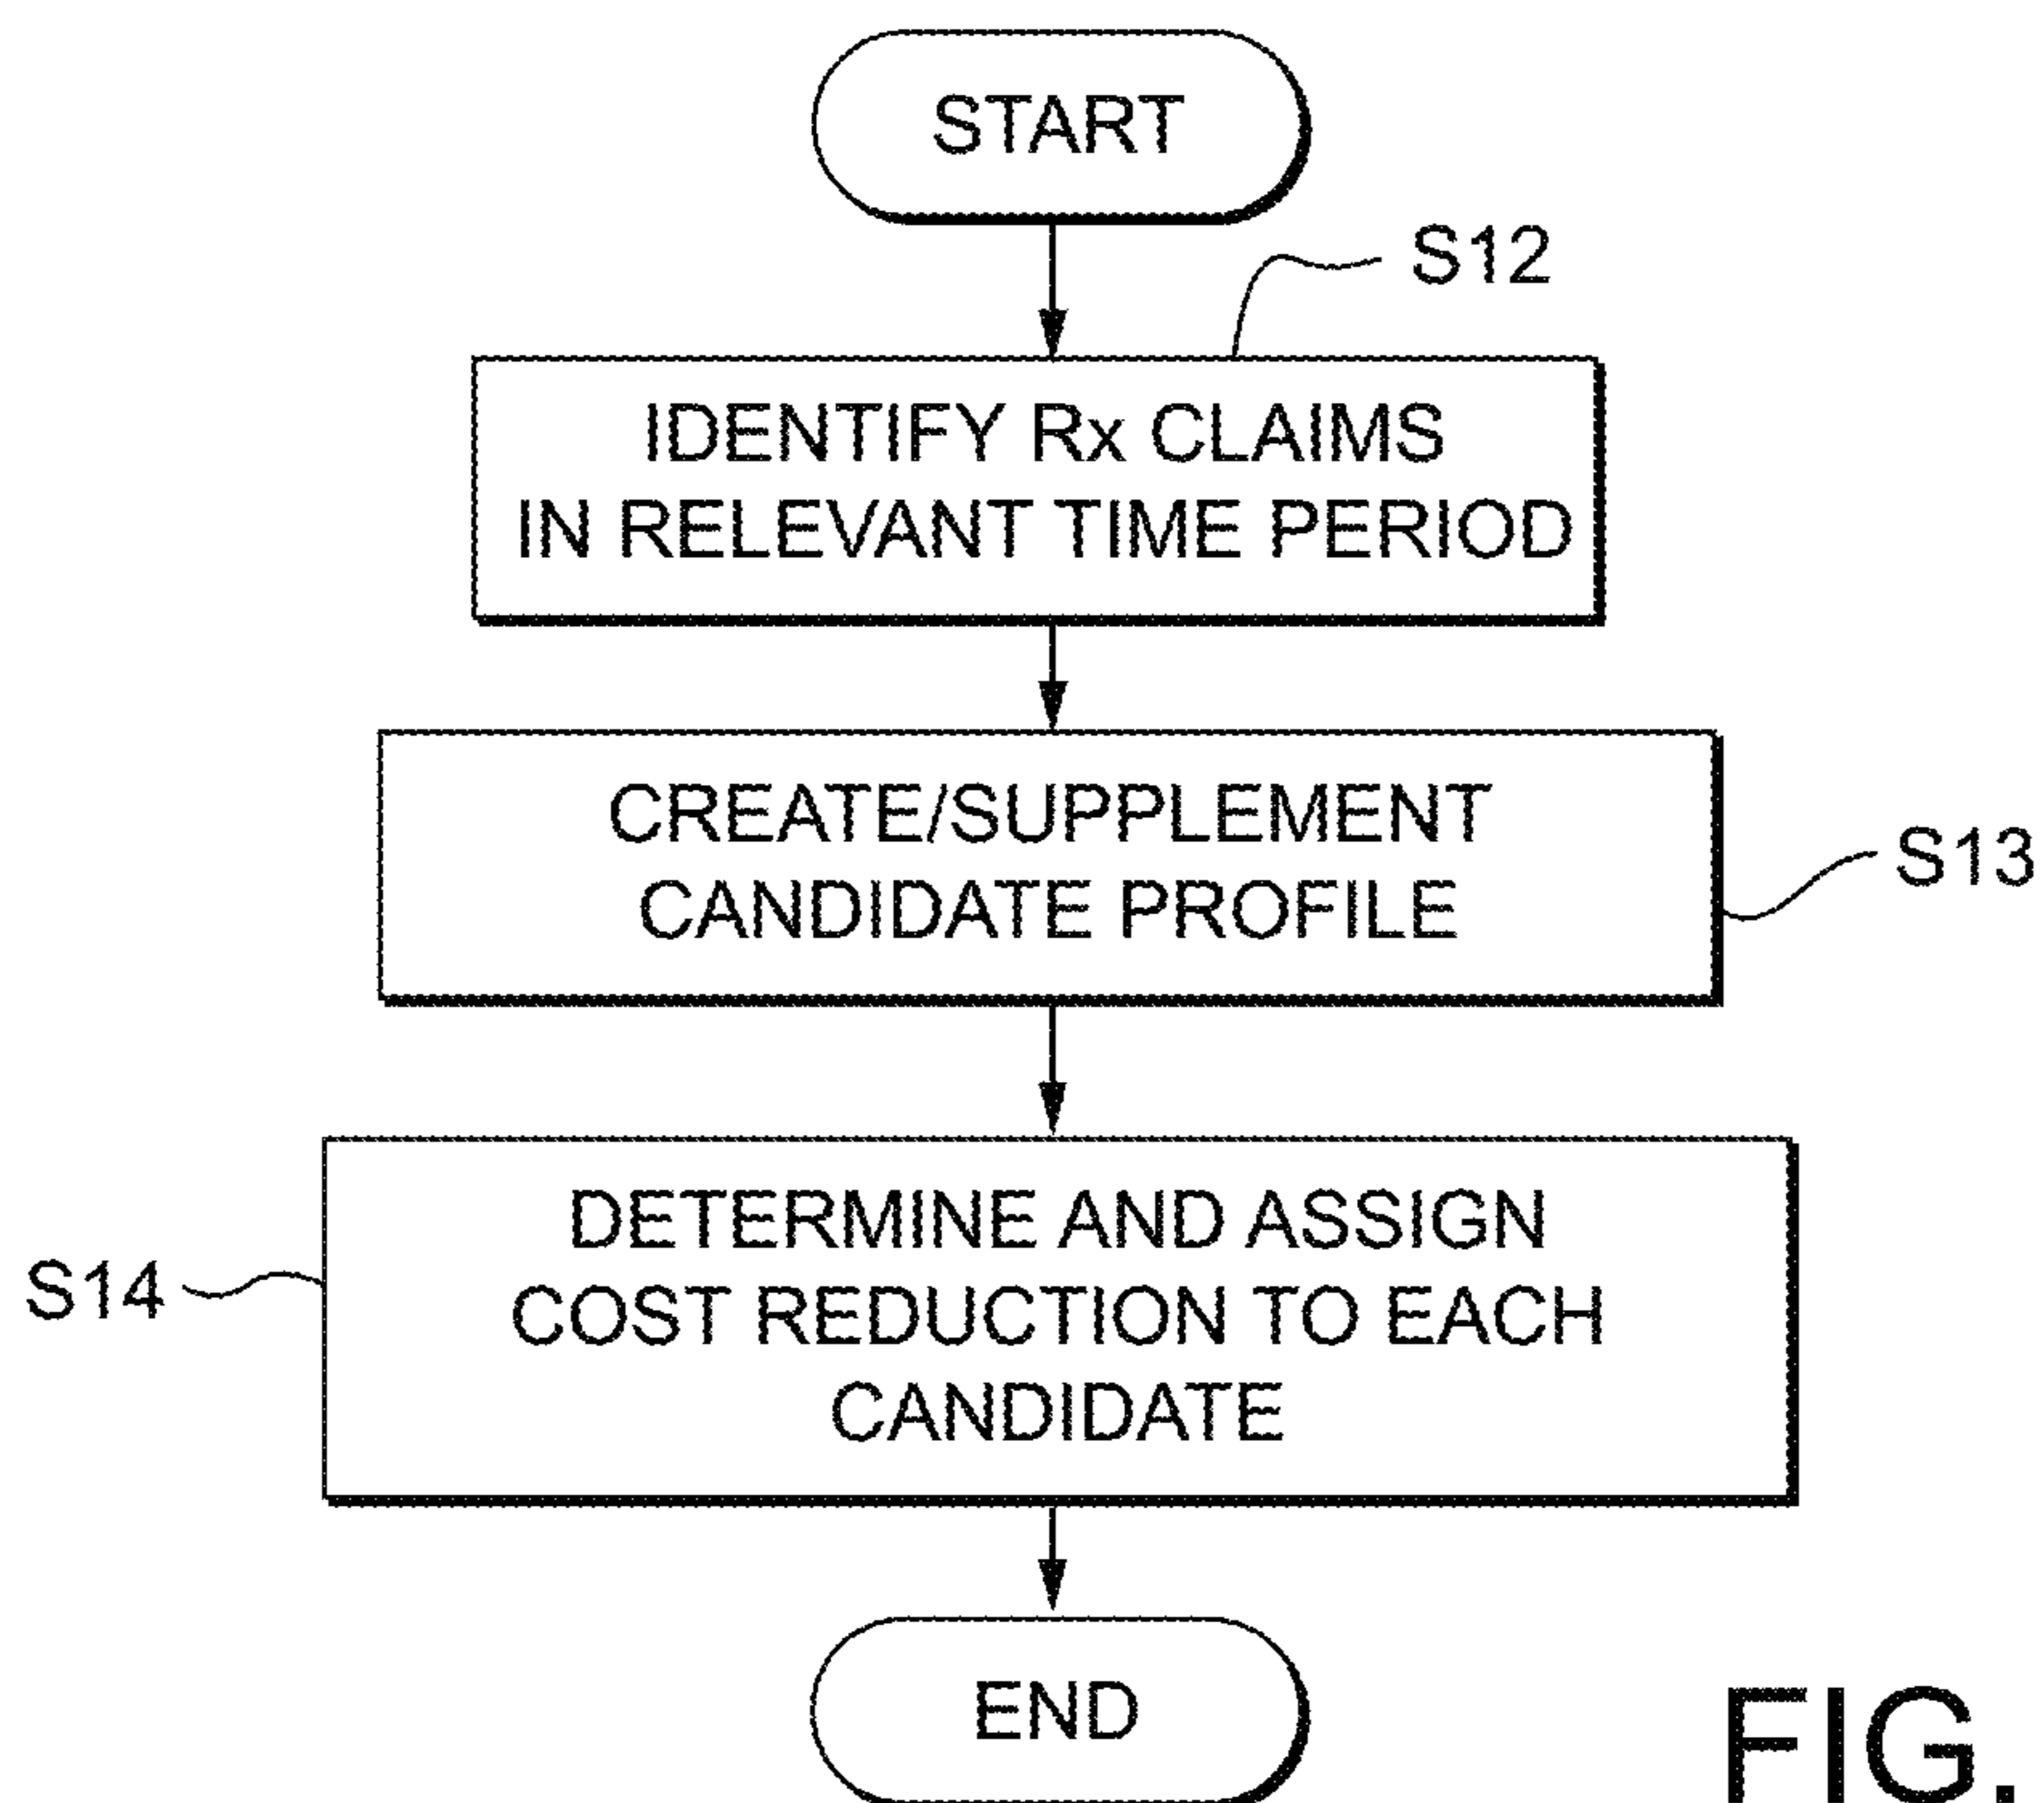 START
S12
IDENTIFY Rx CLAIMS
IN RELEVANT TIME PERIOD
CREATE/SUPPLEMENT
CANDIDATE PROFILE
S13
DETERMINE AND ASSIGN
COST REDUCTION TO EACH
CANDIDATE
S14
END
FIG.